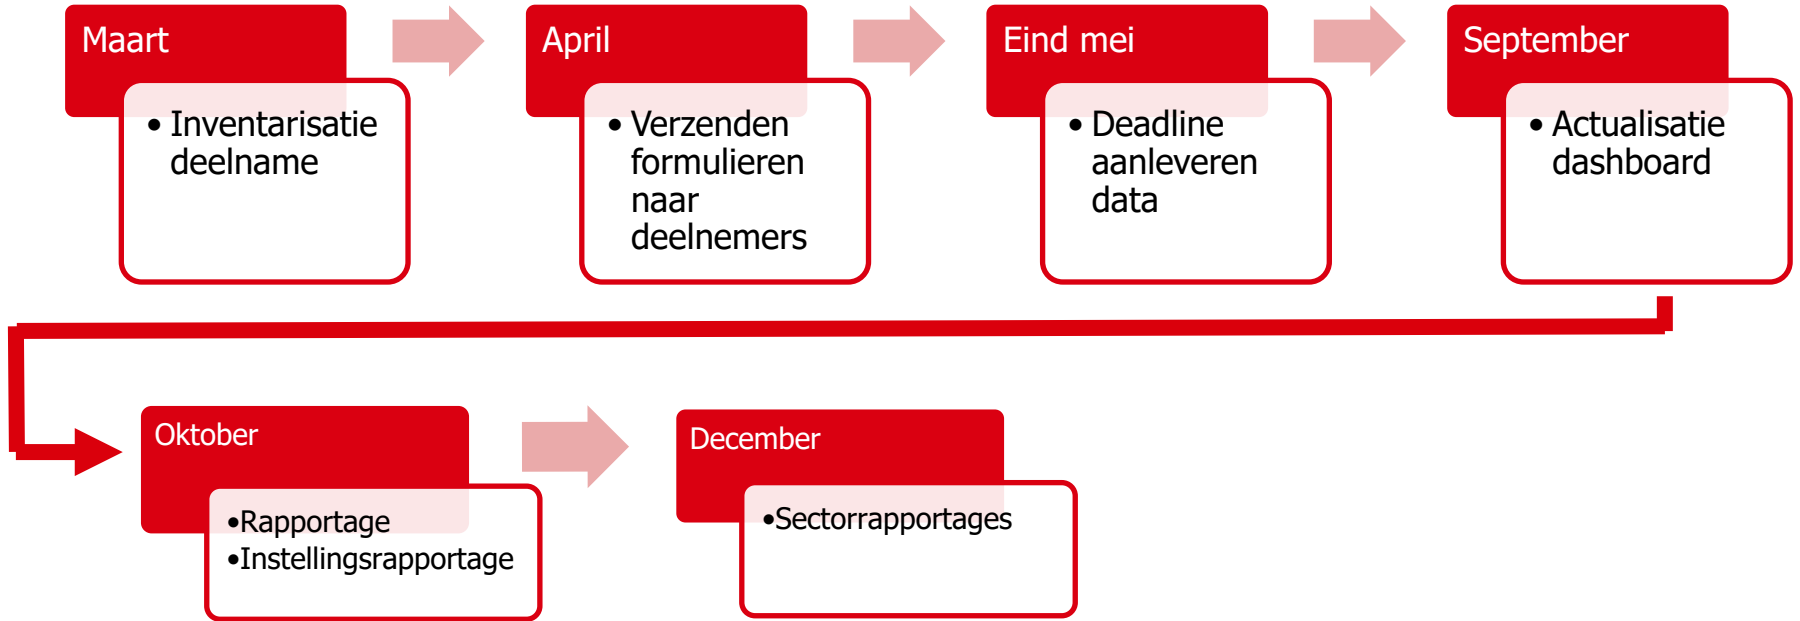 Maart
• Inventarisatie
deelname
April
• Verzenden
formulieren
naar
deelnemers
Eind mei
• Deadline
aanleveren
data
September
• Actualisatie
dashboard
Oktober
•Rapportage
•Instellingsrapportage
December
•Sectorrapportages